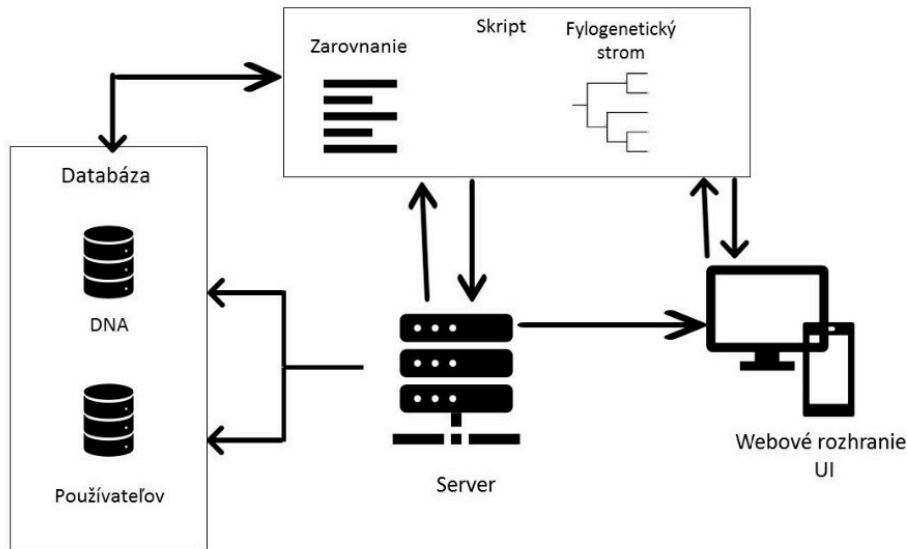 Skript
Zarovnanie
Fylogenetický
strom
Databáza
DNA
Používateľov
Server
Webové rozhranie
UI